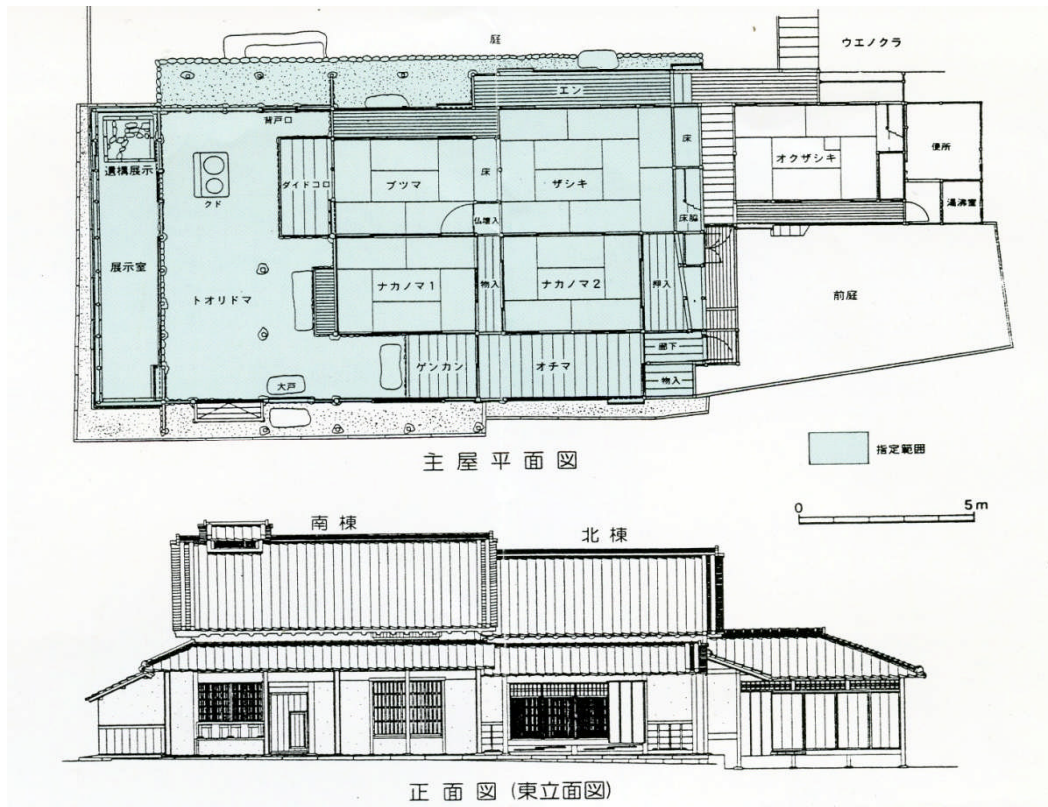 庭
ウエノクラ
エン
背戸口
遺構展示
クド
ダイドコロ
ブツマ
床
仏壇入
ザシキ
床
床脇
オクザシキ
便所
湯沸室
展示室
トオリドマ
ナカノマ1
物入
ナカノマ2
押入
前庭
大戸
ゲンカン
オチマ
廊下
物入
主屋平面図
指定範囲
0 5m
南棟
北棟
正面図(東立面図)